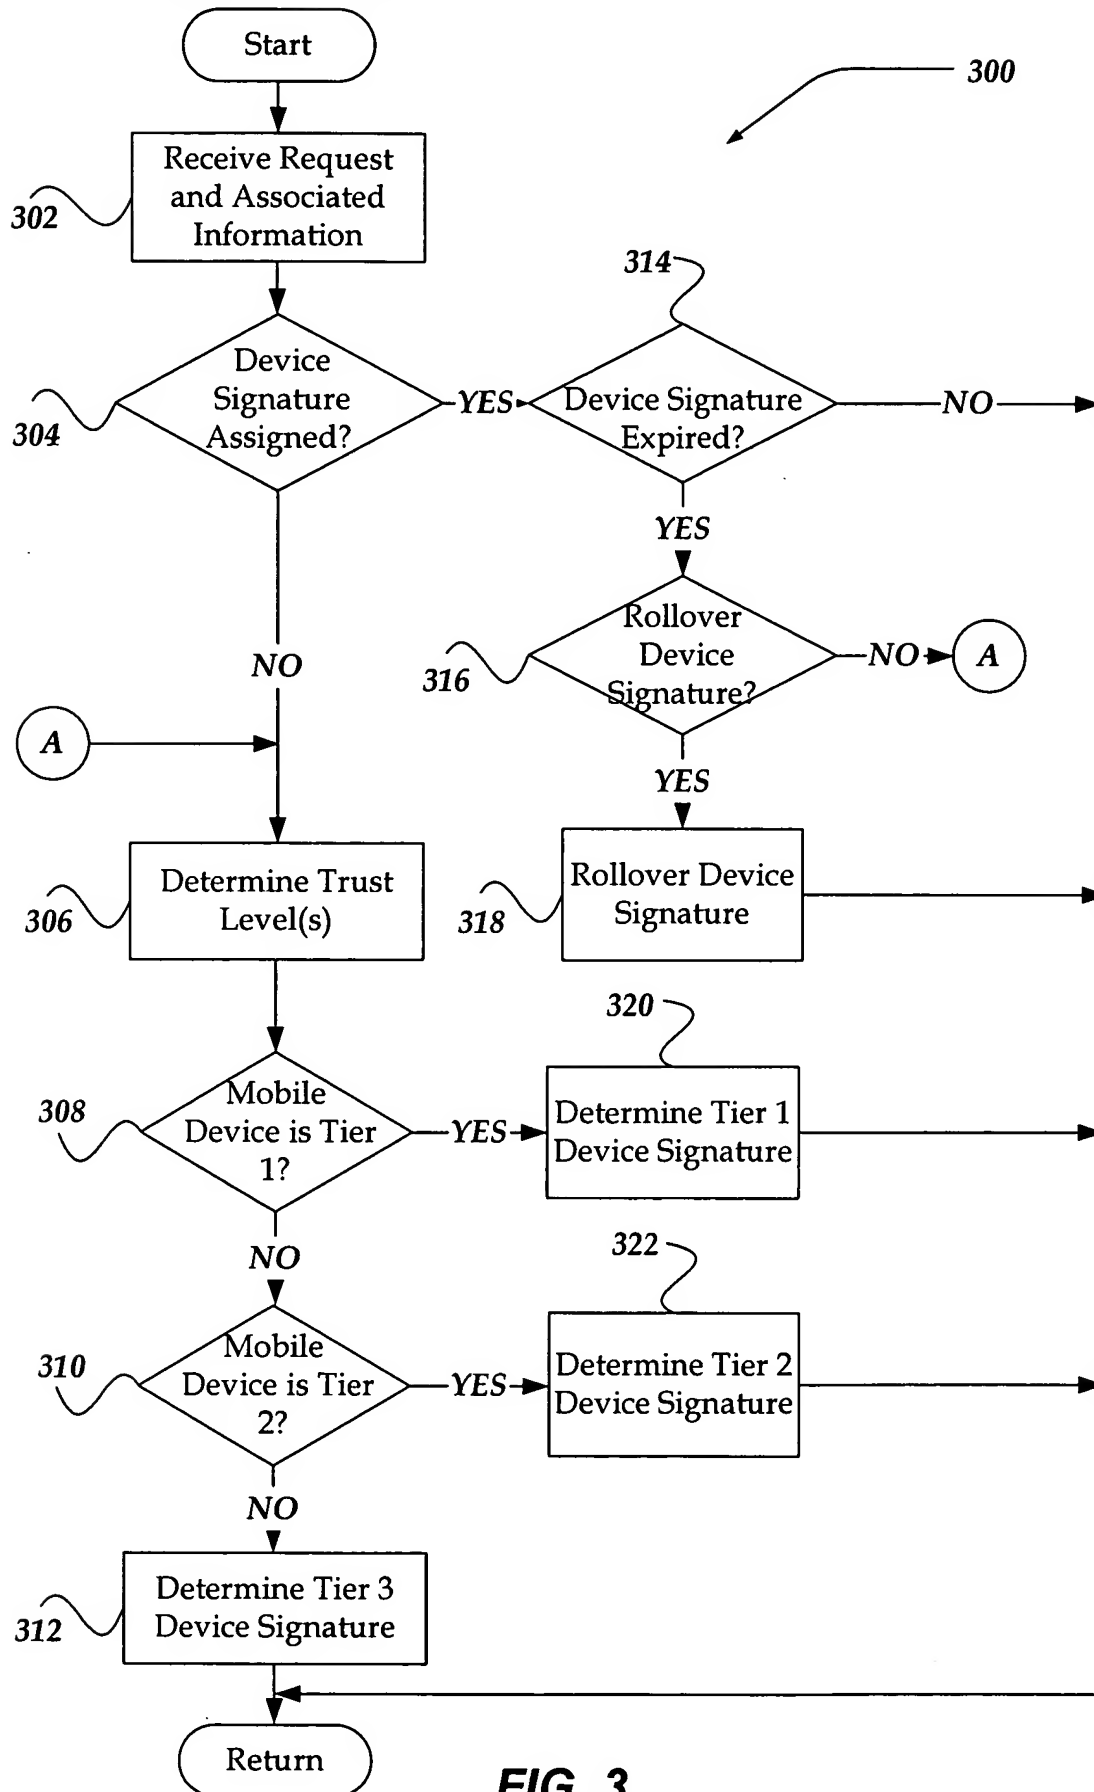 Start
300
Receive Request
and Associated
Information
302
314
Device
Signature
Assigned?
304
YES
Device Signature
Expired?
NO
YES
NO
Rollover
Device
Signature?
316
NO
A
A
YES
Determine Trust
Level(s)
306
Rollover Device
Signature
318
320
Mobile
Device is Tier
1?
308
YES
Determine Tier 1
Device Signature
NO
322
Mobile
Device is Tier
2?
310
YES
Determine Tier 2
Device Signature
NO
Determine Tier 3
Device Signature
312
Return
FIG. 3